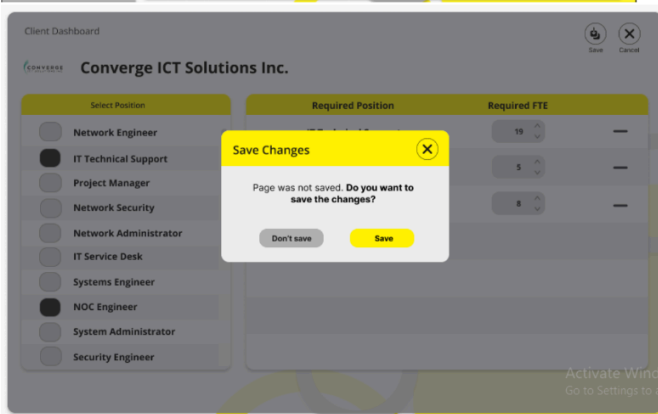 Client Dashboard
Save
Cancel
CONVERGE
Converge ICT Solutions Inc.
Select Position
Required Position
Required FTE
Network Engineer
IT Technical Support
Project Manager
Network Security
Network Administrator
IT Service Desk
Systems Engineer
NOC Engineer
System Administrator
Security Engineer
19
5
8
Save Changes
Page was not saved. Do you want to
save the changes?
Don't save
Save
Activate Wind
Go to Settings to a